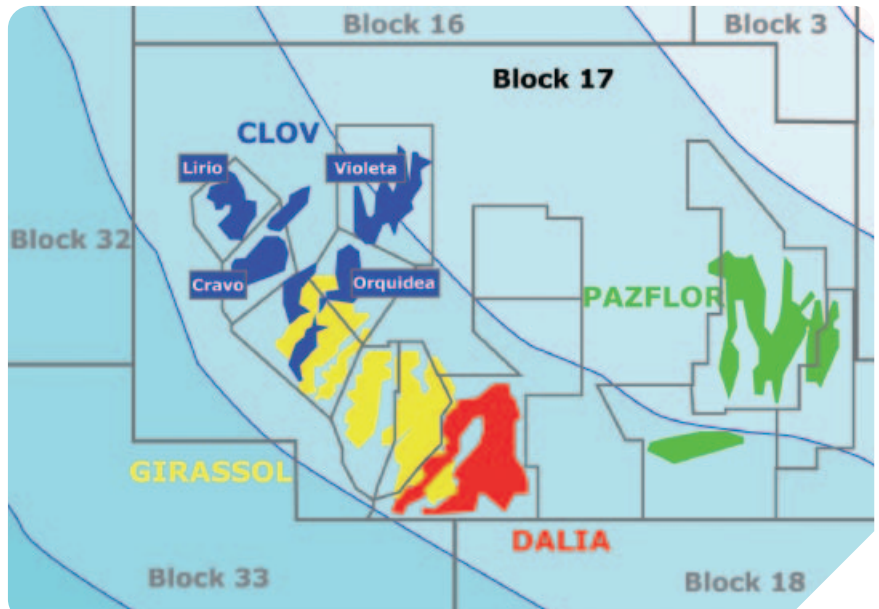 Block 16
Block 3
Block 17
CLOV
Lirio
Violeta
Block 32
Cravo
Orquidea
PAZFLOR
GIRASSOL
DALIA
Block 33
Block 18